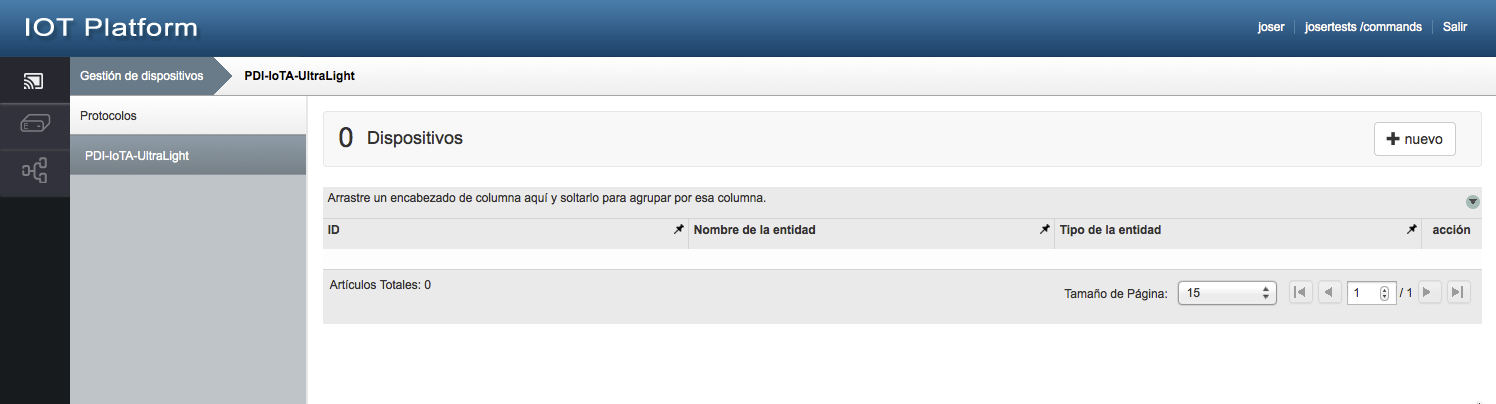 IOT Platform
joser
josertests /commands
Salir
Gestión de dispositivos
PDI-IoTA-UltraLight
Protocolos
PDI-IoTA-UltraLight
0 Dispositivos
nuevo
Arrastre un encabezado de columna aquí y soltarlo para agrupar por esa columna.
ID
Nombre de la entidad
Tipo de la entidad
acción
Artículos Totales: 0
Tamaño de Página: 15
1 / 1